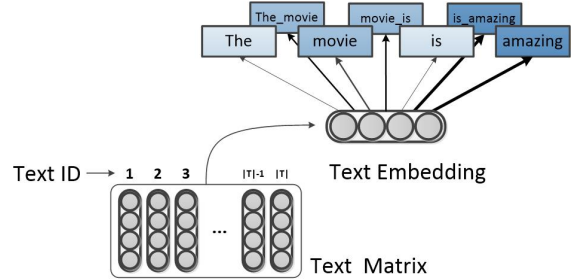 The_movie movie_is is_amazing
The movie is amazing
Text Embedding
Text ID 1 2 3 |T|-1 |T|
...
Text Matrix